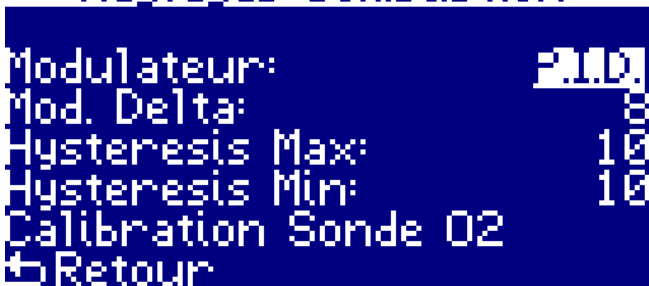 Modulateur: P.I.D.
Mod. Delta: 8
Hysteresis Max: 10
Hysteresis Min: 10
Calibration Sonde O2
Retour